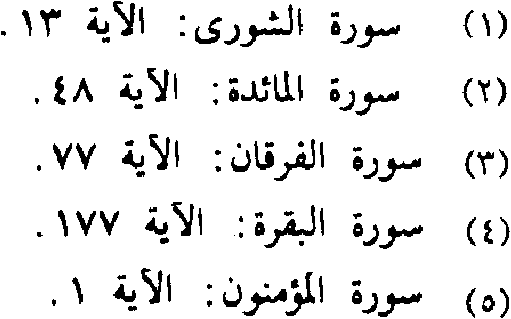 (١) سورة الشورى: الآية ١٣.
(٢) سورة المائدة: الآية ٤٨.
(٣) سورة الفرقان: الآية ٧٧.
(٤) سورة البقرة: الآية ١٧٧.
(٥) سورة المؤمنون: الآية ١.